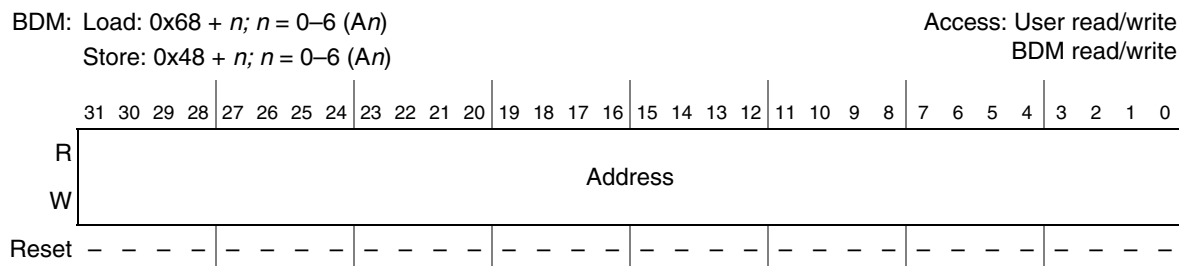 BDM: Load: 0x68 + n; n = 0–6 (An) Access: User read/write
Store: 0x48 + n; n = 0–6 (An) BDM read/write
31 30 29 28 27 26 25 24 23 22 21 20 19 18 17 16 15 14 13 12 11 10 9 8 7 6 5 4 3 2 1 0
R
Address
W
Reset – – – – – – – – – – – – – – – – – – – – – – – – – – – – – – – –